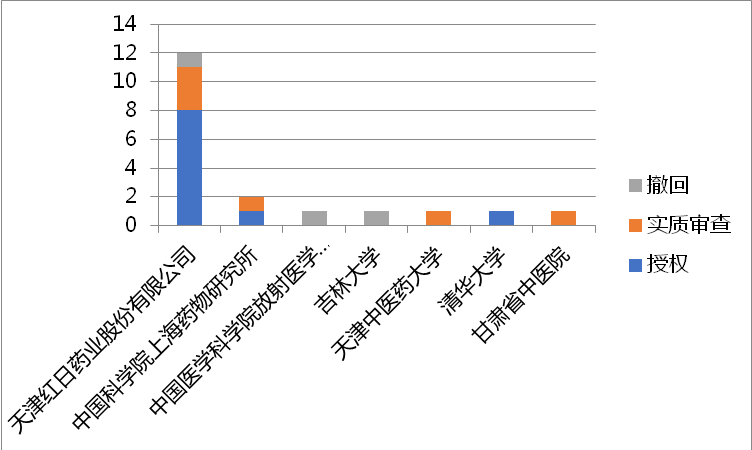 14
12
10
8
6
4
2
0
天津红日药业股份有限公司
中国科学院上海药物研究所
中国医学科学院放射医学…
吉林大学
天津中医药大学
清华大学
甘肃省中医院
撤回
实质审查
授权